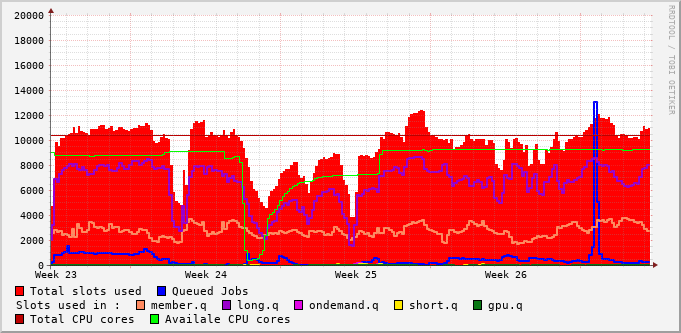 20000
18000
16000
14000
12000
10000
8000
6000
4000
2000
0
Week 23 Week 24 Week 25 Week 26
RRDTOOL / TOBI OETIKER
Total slots used Queued Jobs
Slots used in : member.q long.q ondemand.q short.q gpu.q
Total CPU cores Availale CPU cores